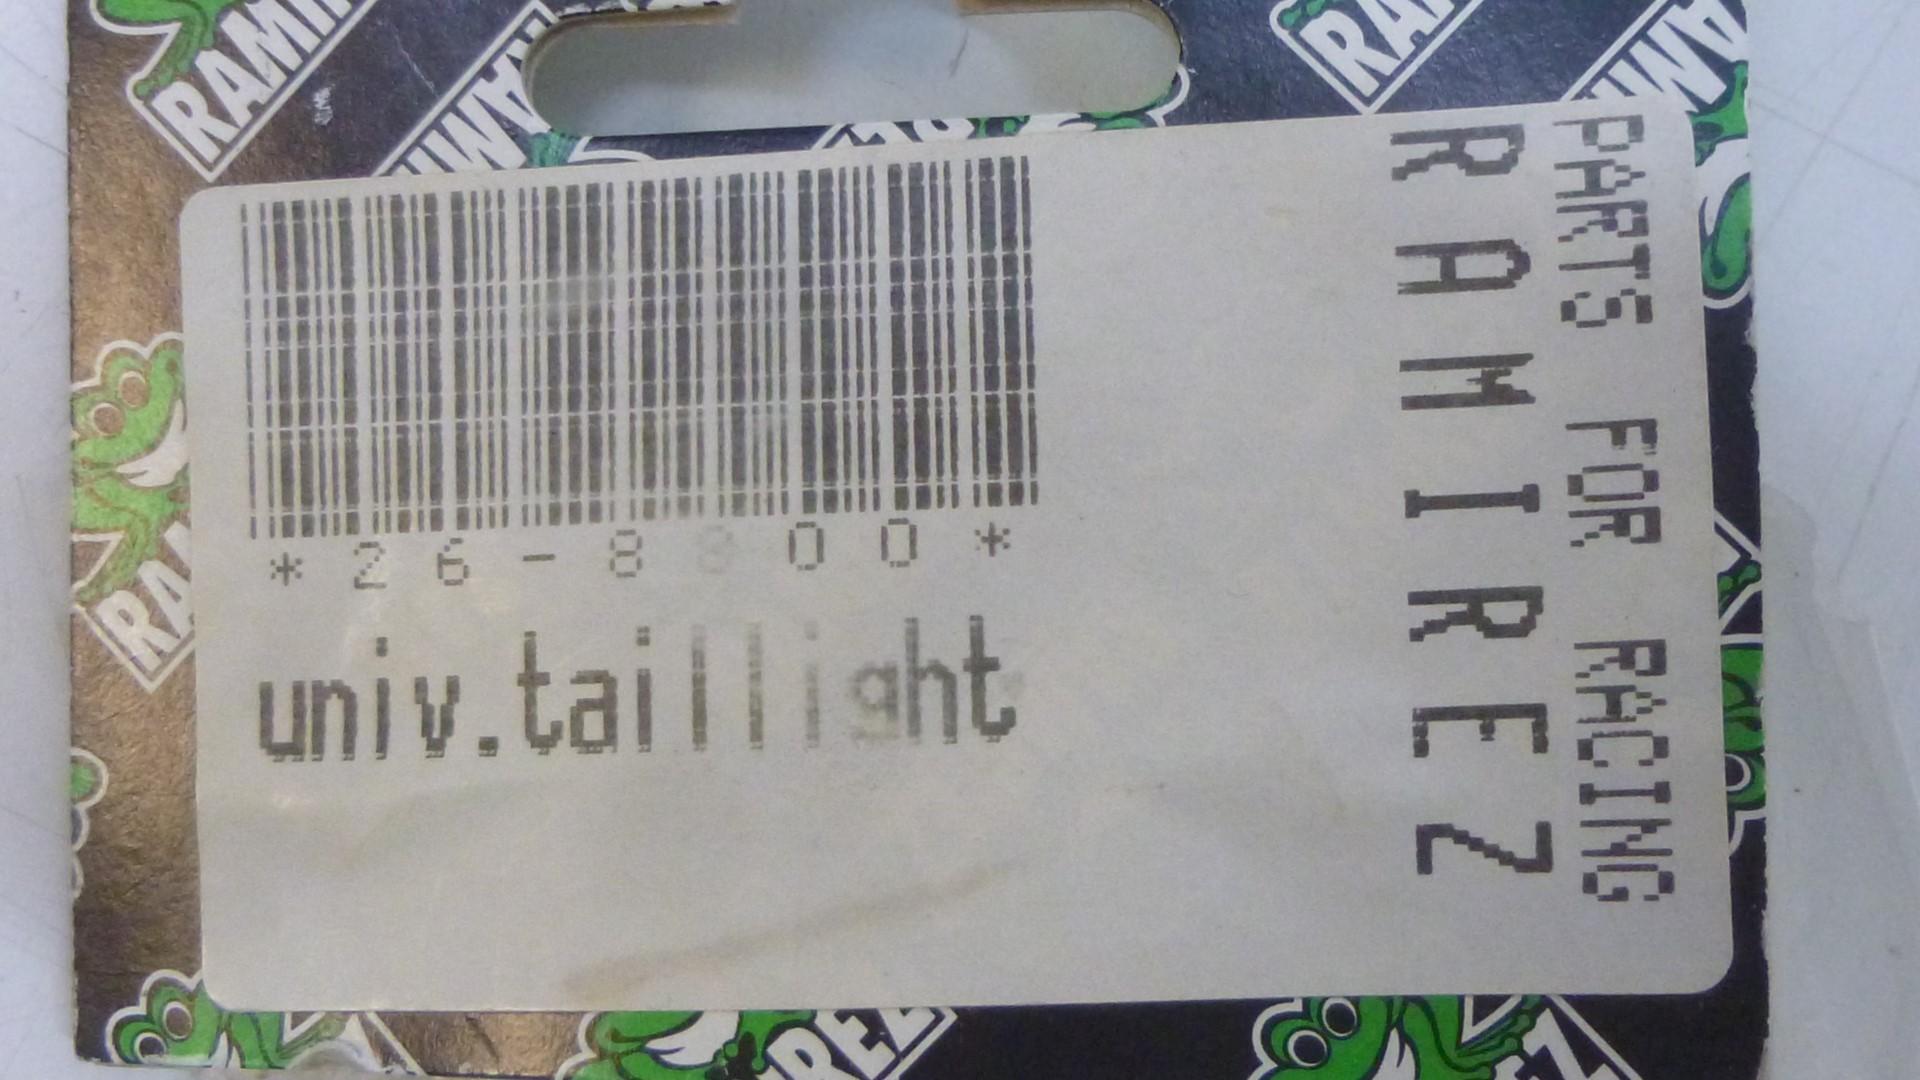 *26-8800*
univ.taillight
PARTS FOR RACING
RAMIREZ